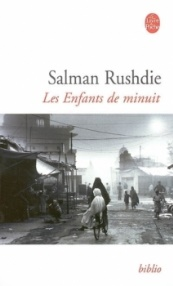 Salman Rushdie
Les Enfants de minuit
biblio